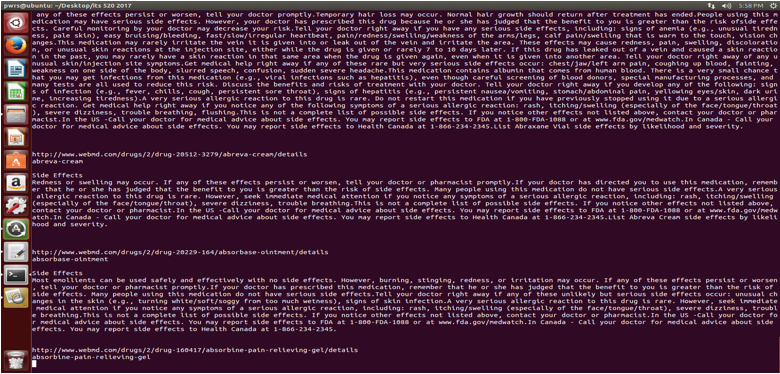 pwrs@ubuntu: ~/Desktop/its 520 2017
5:58 PM
any of these effects persist or worsen, tell your doctor promptly.Temporary hair loss may occur. Normal hair growth should return after treatment has ended.People using this
edication may have serious side effects. However, your doctor has prescribed this drug because he or she has judged that the benefit to you is greater than the risk of side effe
cts. Careful monitoring by your doctor may decrease your risk.Tell your doctor right away if you have any serious side effects, including: signs of anemia (e.g., unusual tiredn
ess, pale skin), easy bruising/bleeding, fast/slow/irregular heartbeat, pain/redness/swelling/weakness of the arms/legs, calf pain/swelling that is warm to the touch, vision ch
anges.This medication may rarely irritate the vein it is given into or leak out of the vein and irritate the area. These effects may cause redness, pain, swelling, discoloratio
n, or unusual skin reactions at the injection site, either while the drug is given or rarely 7 to 10 days later. If this drug has leaked out of a vein and caused a skin reactio
n in the past, you may rarely have a skin reaction in that same area when the drug is given again, even when it is given into another area. Tell your doctor right away of any u
nusual skin/injection site symptoms.Get medical help right away if any of these rare but very serious side effects occur: chest/jaw/left arm pain, coughing up blood, fainting,
weakness on one side of the body, slurred speech, confusion, sudden severe headache.This medication contains albumin that comes from human blood. There is a very small chance t
hat you may get infections from this medication (e.g., viral infections such as hepatitis), even though careful screening of blood donors, special manufacturing processes, and
many tests are all used to reduce this risk. Discuss the benefits and risks of treatment with your doctor. Tell your doctor right away if you develop any of the following: sign
s of infection (e.g., fever, chills, cough, persistent sore throat), signs of hepatitis (e.g., persistent nausea/vomiting, stomach/abdominal pain, yellowing eyes/skin, dark uri
ne, increasing tiredness).A very serious allergic reaction to this drug is rare. Do not restart this medication if you have previously stopped using it due to a serious allergi
c reaction. Get medical help right away if you notice any of the following symptoms of a serious allergic reaction: rash, itching/swelling (especially of the face/tongue/throat
), severe dizziness, trouble breathing, flushing.This is not a complete list of possible side effects. If you notice other effects not listed above, contact your doctor or phar
macist.In the US -Call your doctor for medical advice about side effects. You may report side effects to FDA at 1-800-FDA-1088 or at www.fda.gov/medwatch.In Canada - Call your
doctor for medical advice about side effects. You may report side effects to Health Canada at 1-866-234-2345.List Abraxane Vial side effects by likelihood and severity.
http://www.webmd.com/drugs/2/drug-20512-3279/abreva-cream/details
abreva-cream
Side Effects
Redness or swelling may occur. If any of these effects persist or worsen, tell your doctor or pharmacist promptly.If your doctor has directed you to use this medication, remem
ber that he or she has judged that the benefit to you is greater than the risk of side effects. Many people using this medication do not have serious side effects.A very serious
allergic reaction to this drug is rare. However, seek immediate medical attention if you notice any symptoms of a serious allergic reaction, including: rash, itching/swelling
(especially of the face/tongue/throat), severe dizziness, trouble breathing.This is not a complete list of possible side effects. If you notice other effects not listed above,
contact your doctor or pharmacist.In the US -Call your doctor for medical advice about side effects. You may report side effects to FDA at 1-800-FDA-1088 or at www.fda.gov/medw
atch.In Canada - Call your doctor for medical advice about side effects. You may report side effects to Health Canada at 1-866-234-2345.List Abreva Cream side effects by likeli
hood and severity.
http://www.webmd.com/drugs/2/drug-20229-164/absorbase-ointment/details
absorbase-ointment
Side Effects
Most emollients can be used safely and effectively with no side effects. However, burning, stinging, redness, or irritation may occur. If any of these effects persist or worsen
, tell your doctor or pharmacist promptly.If your doctor has prescribed this medication, remember that he or she has judged that the benefit to you is greater than the risk of
side effects. Many people using this medication do not have serious side effects.Tell your doctor right away if any of these unlikely but serious side effects occur: unusual ch
anges in the skin (e.g., turning white/soft/soggy from too much wetness), signs of skin infection.A very serious allergic reaction to this drug is rare. However, seek immediate
medical attention if you notice any symptoms of a serious allergic reaction, including: rash, itching/swelling (especially of the face/tongue/throat), severe dizziness, trouble
breathing.This is not a complete list of possible side effects. If you notice other effects not listed above, contact your doctor or pharmacist.In the US -Call your doctor fo
r medical advice about side effects. You may report side effects to FDA at 1-800-FDA-1088 or at www.fda.gov/medwatch.In Canada - Call your doctor for medical advice about side e
ffects. You may report side effects to Health Canada at 1-866-234-2345.
http://www.webmd.com/drugs/2/drug-160417/absorbine-pain-relieving-gel/details
absorbine-pain-relieving-gel